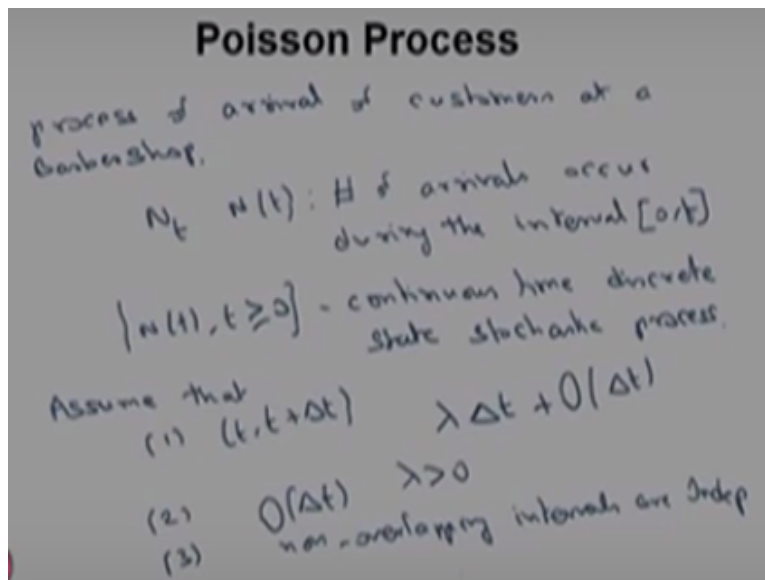 Poisson Process
process of arrival of customers at a
Barbershop.
N_t N(t): # of arrivals occur
during the interval [0,t]
{N(t), t ≥ 0} - continuous time discrete
state stochastic process.
Assume that
(1) (t, t+Δt) λ Δt + O(Δt)
(2) O(Δt) λ>0
(3) non-overlapping intervals are Indep